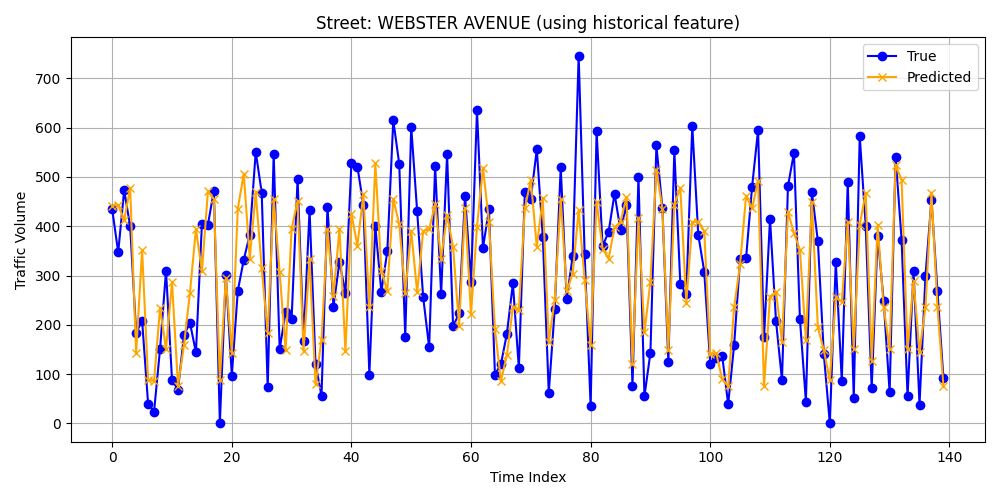 Street: WEBSTER AVENUE (using historical feature)
True
Predicted
Traffic Volume
700
600
500
400
300
200
100
0
0 20 40 60 80 100 120 140
Time Index